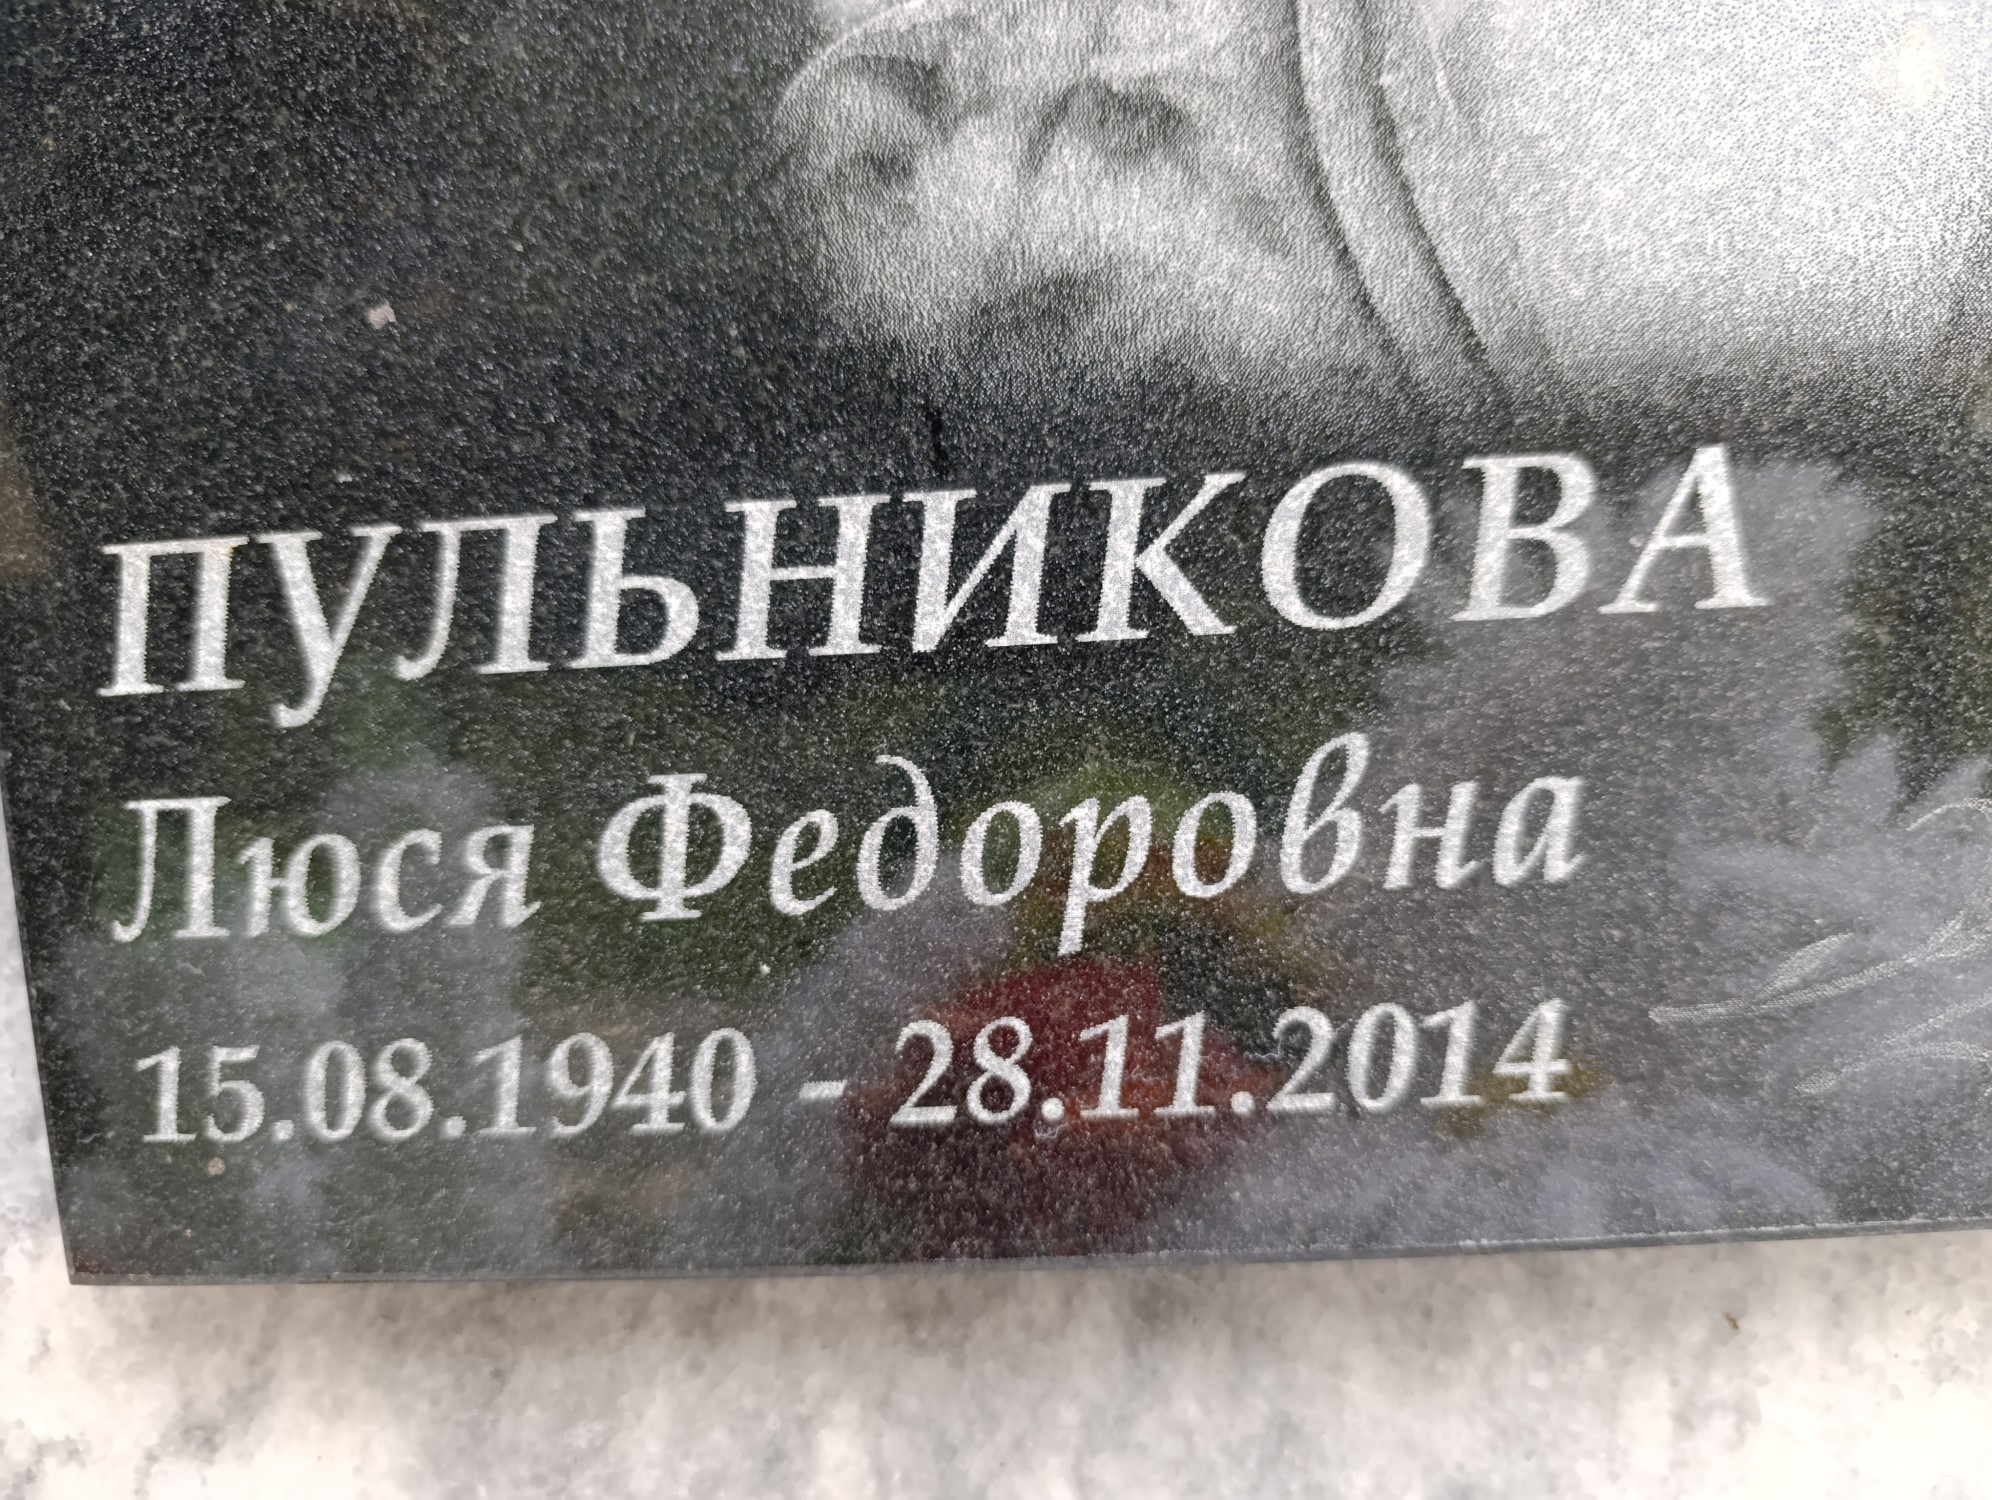 ПУЛЬНИКОВА
Люся Федоровна
15.08.1940 - 28.11.2014